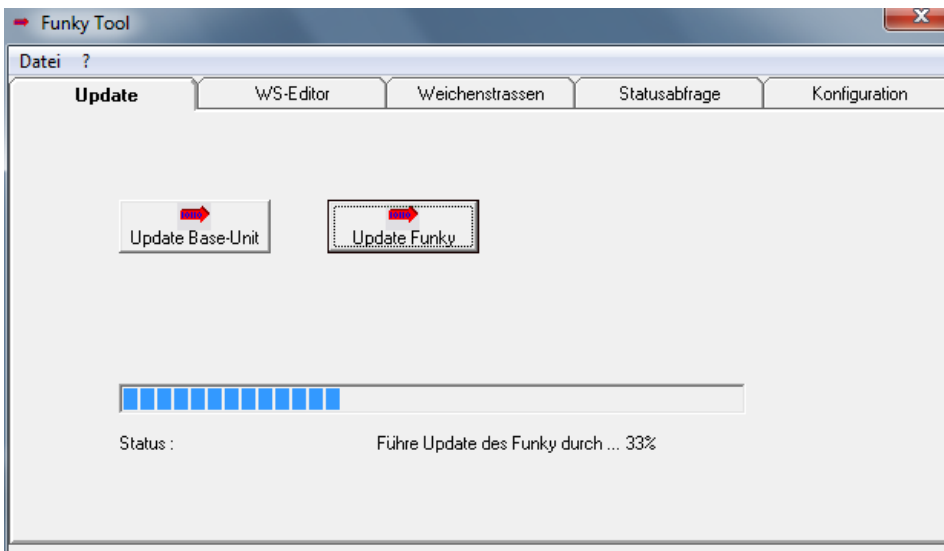 Funky Tool
Datei ?
Update WS-Editor Weichenstrassen Statusabfrage Konfiguration
Update Base-Unit Update Funky
Status : Führe Update des Funky durch ... 33%